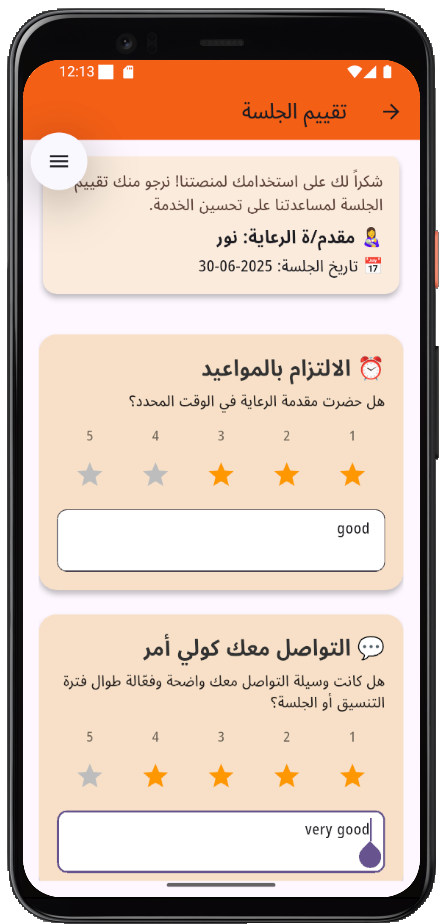 12:13
تقييم الجلسة
شكراً لك على استخدامك لمنصتنا! نرجو منك تقييم
الجلسة لمساعدتنا على تحسين الخدمة.
مقدم/ة الرعاية: نور
تاريخ الجلسة: 2025-06-30
الالتزام بالمواعيد
هل حضرت مقدمة الرعاية في الوقت المحدد؟
1 2 3 4 5
good
التواصل معك كولي أمر
هل كانت وسيلة التواصل معك واضحة وفعّالة طوال فترة
التنسيق أو الجلسة؟
1 2 3 4 5
very good